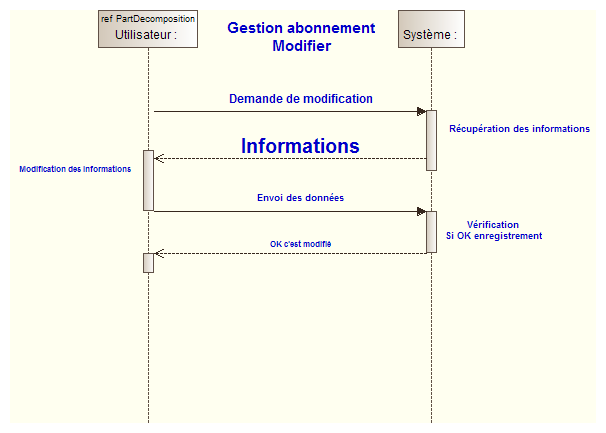 ref PartDecomposition
Utilisateur :
Gestion abonnement
Modifier
Système :
Demande de modification
Récupération des informations
Informations
Modification des informations
Envoi des données
Vérification
Si OK enregistrement
OK c'est modifié